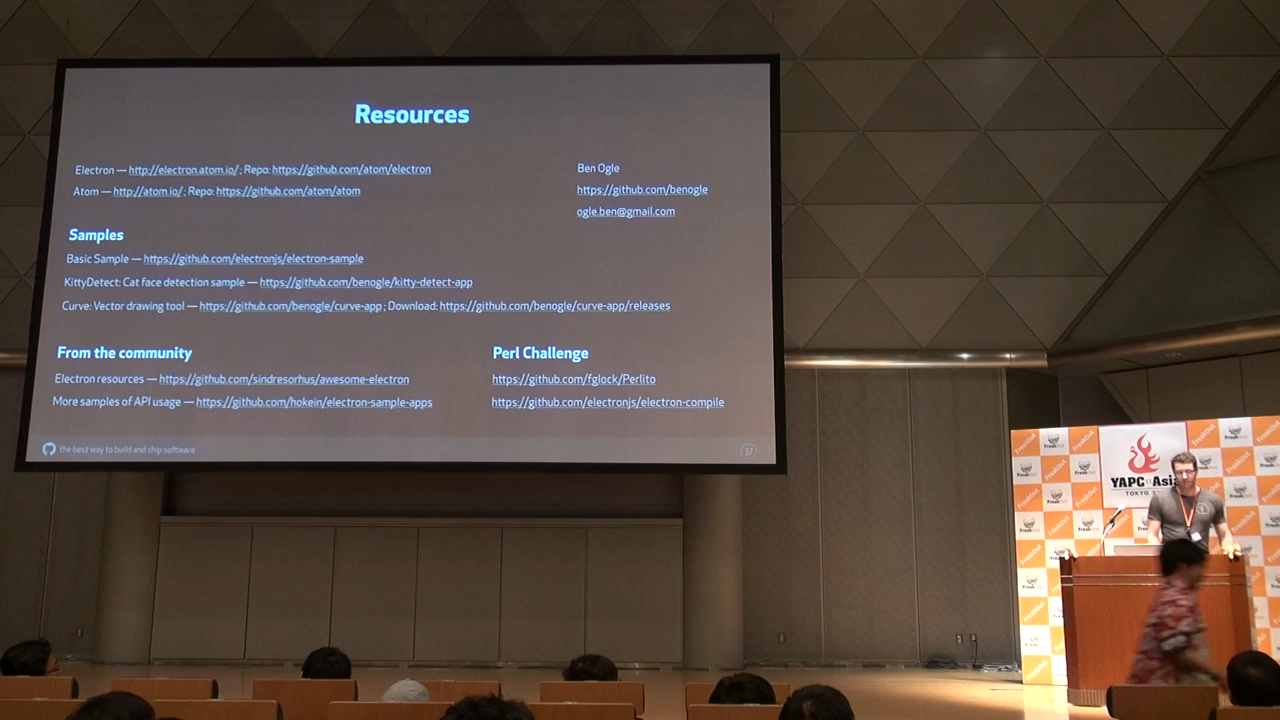 Resources
Electron — http://electron.atom.io/ ; Repo: https://github.com/atom/electron
Atom — http://atom.io/ ; Repo: https://github.com/atom/atom
Ben Ogle
https://github.com/benogle
ogle.ben@gmail.com
Samples
Basic Sample — https://github.com/electronjs/electron-sample
KittyDetect: Cat face detection sample — https://github.com/benogle/kitty-detect-app
Curve: Vector drawing tool — https://github.com/benogle/curve-app ; Download: https://github.com/benogle/curve-app/releases
From the community
Electron resources — https://github.com/sindresorhus/awesome-electron
More samples of API usage — https://github.com/hokein/electron-sample-apps
Perl Challenge
https://github.com/fglock/Perlito
https://github.com/electronjs/electron-compile
the best way to build and ship software
37
FreakOut
YAPC Asia
TOKYO